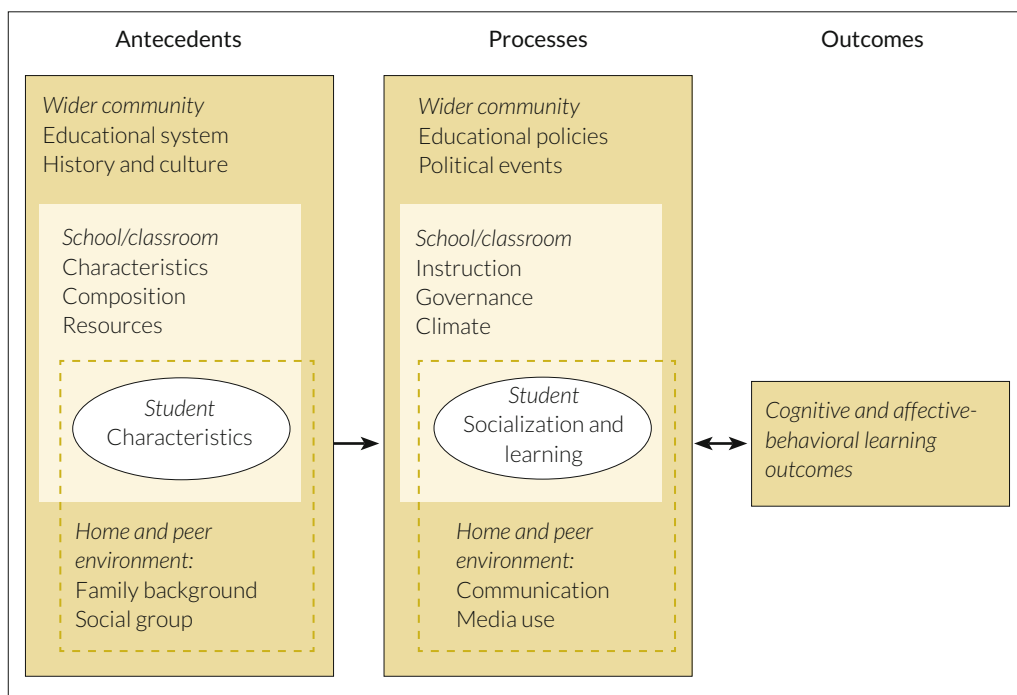 Antecedents
Processes
Outcomes
Wider community
Educational system
History and culture
School/classroom
Characteristics
Composition
Resources
Student
Characteristics
Home and peer
environment:
Family background
Social group
Wider community
Educational policies
Political events
School/classroom
Instruction
Governance
Climate
Student
Socialization and
learning
Home and peer
environment:
Communication
Media use
Cognitive and affective-
behavioral learning
outcomes